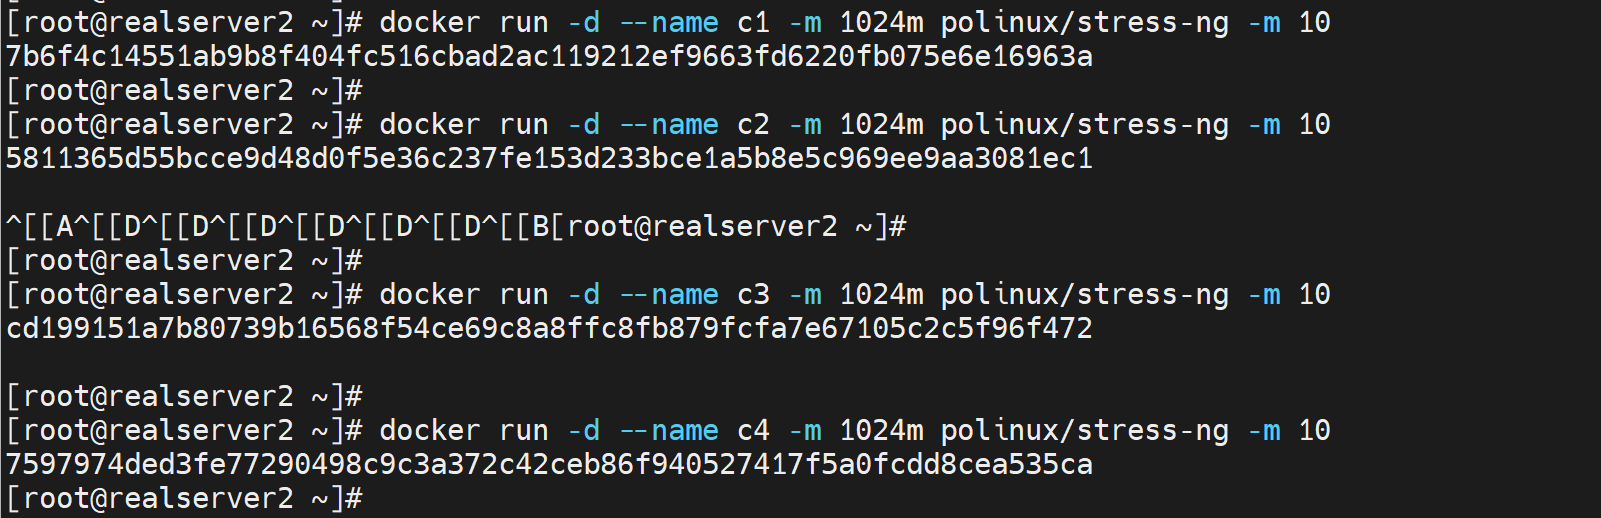 [root@realserver2 ~]# docker run -d --name c1 -m 1024m polinux/stress-ng -m 10
7b6f4c14551ab9b8f404fc516cbad2ac119212ef9663fd6220fb075e6e16963a
[root@realserver2 ~]#
[root@realserver2 ~]# docker run -d --name c2 -m 1024m polinux/stress-ng -m 10
5811365d55bcce9d48d0f5e36c237fe153d233bce1a5b8e5c969ee9aa3081ec1
^[[A^[[D^[[D^[[D^[[D^[[D^[[D^[[B[root@realserver2 ~]#
[root@realserver2 ~]#
[root@realserver2 ~]# docker run -d --name c3 -m 1024m polinux/stress-ng -m 10
cd199151a7b80739b16568f54ce69c8a8ffc8fb879fcfa7e67105c2c5f96f472
[root@realserver2 ~]#
[root@realserver2 ~]# docker run -d --name c4 -m 1024m polinux/stress-ng -m 10
7597974ded3fe77290498c9c3a372c42ceb86f940527417f5a0fcdd8cea535ca
[root@realserver2 ~]#